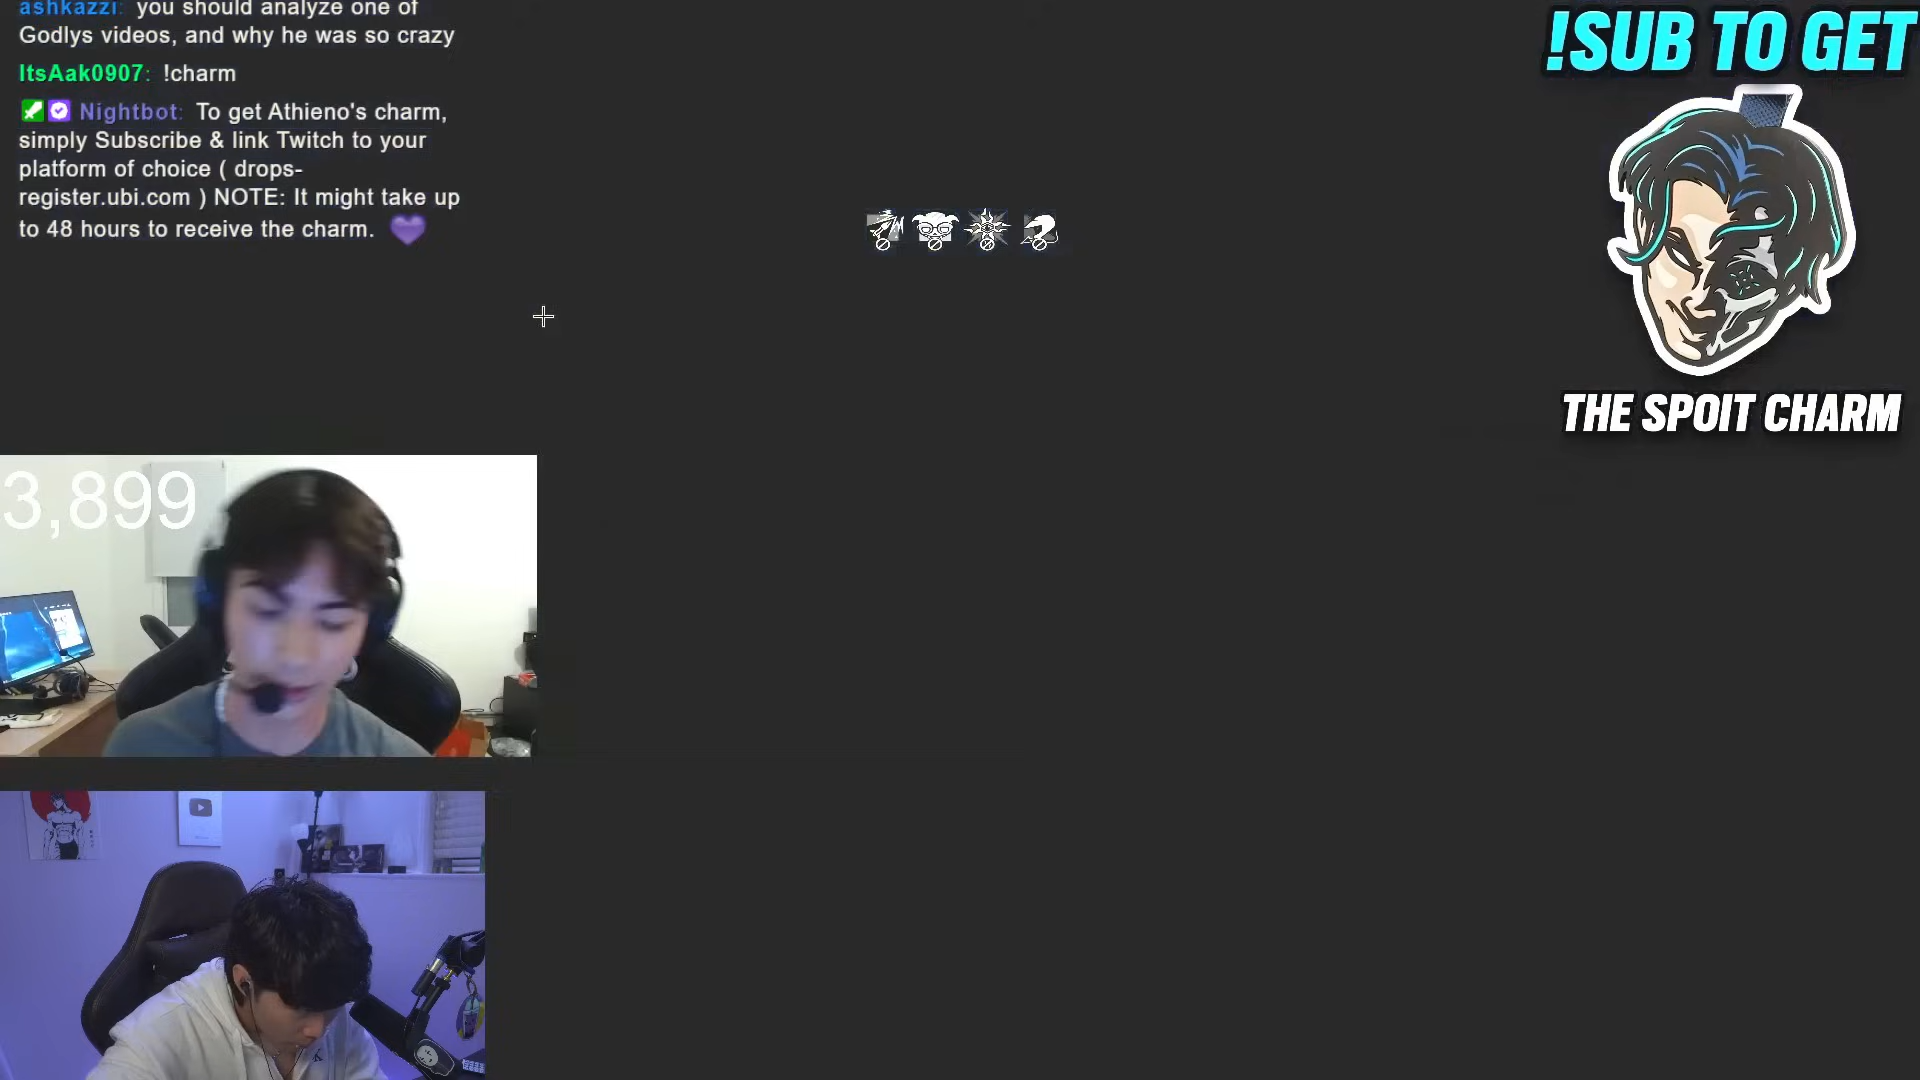 ashkazzi: you should analyze one of
Godlys videos, and why he was so crazy
ItsAak0907: !charm
Nightbot: To get Athieno's charm,
simply Subscribe & link Twitch to your
platform of choice ( drops-
register.ubi.com ) NOTE: It might take up
to 48 hours to receive the charm.
!SUB TO GET
THE SPOIT CHARM
3,899